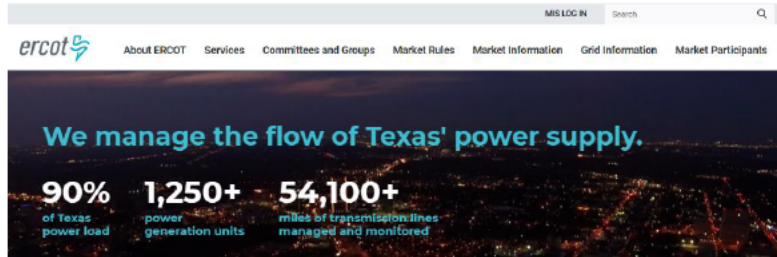 MIS LOG IN
Search
ercot
About ERCOT Services Committees and Groups Market Rules Market Information Grid Information Market Participants
We manage the flow of Texas' power supply.
90% 1,250+ 54,100+
of Texas power miles of transmission lines
power load generation units managed and monitored